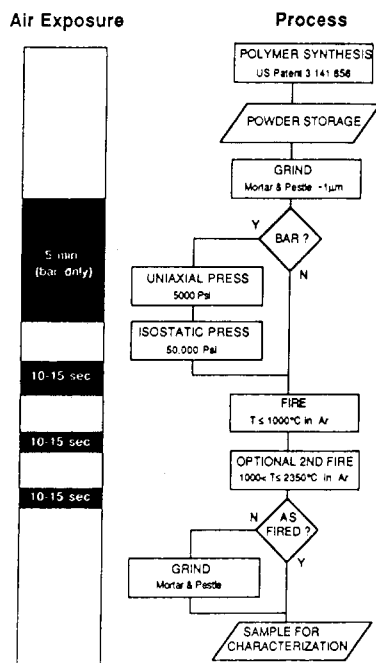 Air Exposure
Process
POLYMER SYNTHESIS
US Patent 3 141 856
POWDER STORAGE
GRIND
Mortar & Pestle ~1µm
5 min
(bar only)
Y
BAR ?
N
UNIAXIAL PRESS
5000 Psi
ISOSTATIC PRESS
50,000 Psi
10-15 sec
FIRE
T ≤ 1000°C in Ar
10-15 sec
OPTIONAL 2ND FIRE
1000< T≤ 2350°C in Ar
10-15 sec
N
AS
FIRED ?
Y
GRIND
Mortar & Pestle
SAMPLE FOR
CHARACTERIZATION